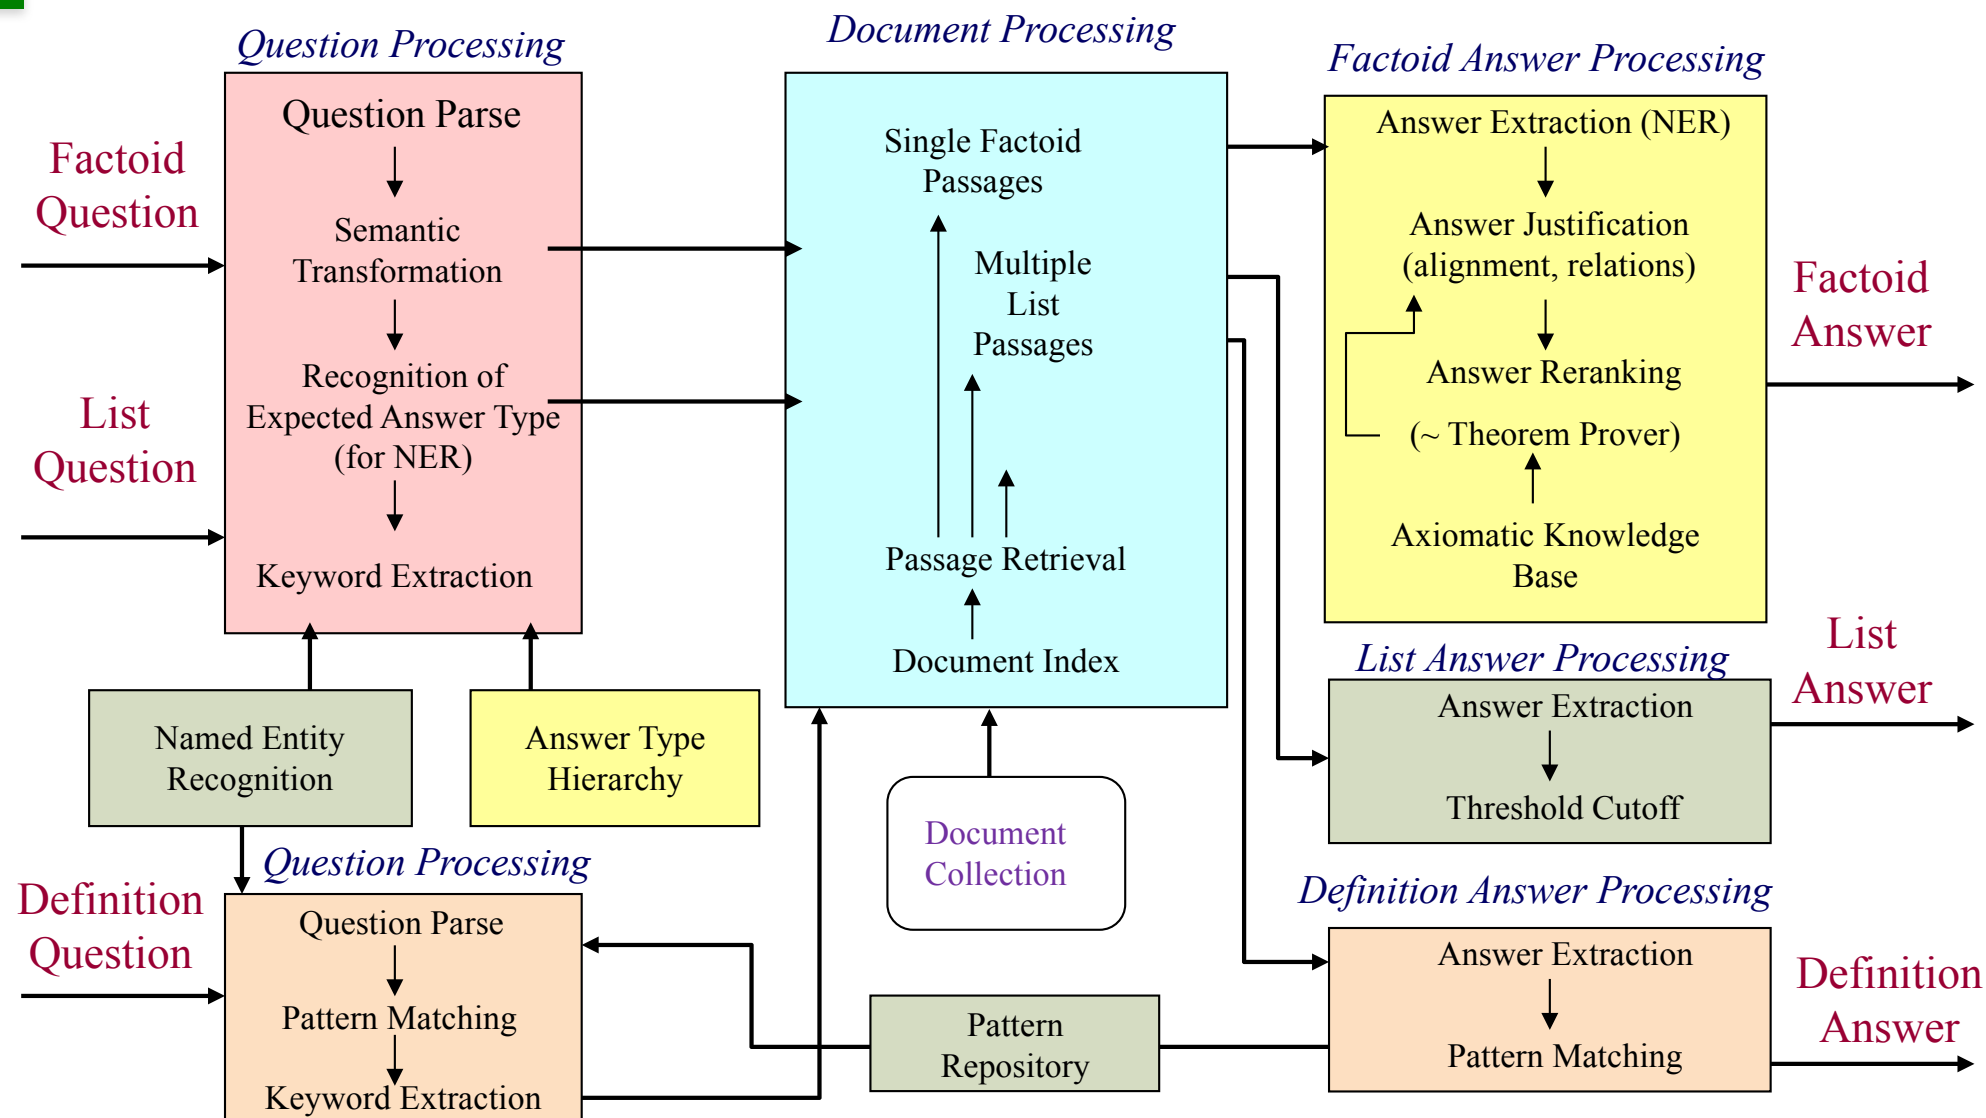 Question Processing
Document Processing
Factoid Answer Processing
Factoid
Question
List
Question
Question Parse
Semantic
Transformation
Recognition of
Expected Answer Type
(for NER)
Keyword Extraction
Single Factoid
Passages
Multiple
List
Passages
Passage Retrieval
Document Index
Answer Extraction (NER)
Answer Justification
(alignment, relations)
Answer Reranking
(~ Theorem Prover)
Axiomatic Knowledge
Base
Factoid
Answer
Named Entity
Recognition
Answer Type
Hierarchy
Document
Collection
List Answer Processing
Answer Extraction
Threshold Cutoff
List
Answer
Question Processing
Definition
Question
Question Parse
Pattern Matching
Keyword Extraction
Pattern
Repository
Definition Answer Processing
Answer Extraction
Pattern Matching
Definition
Answer